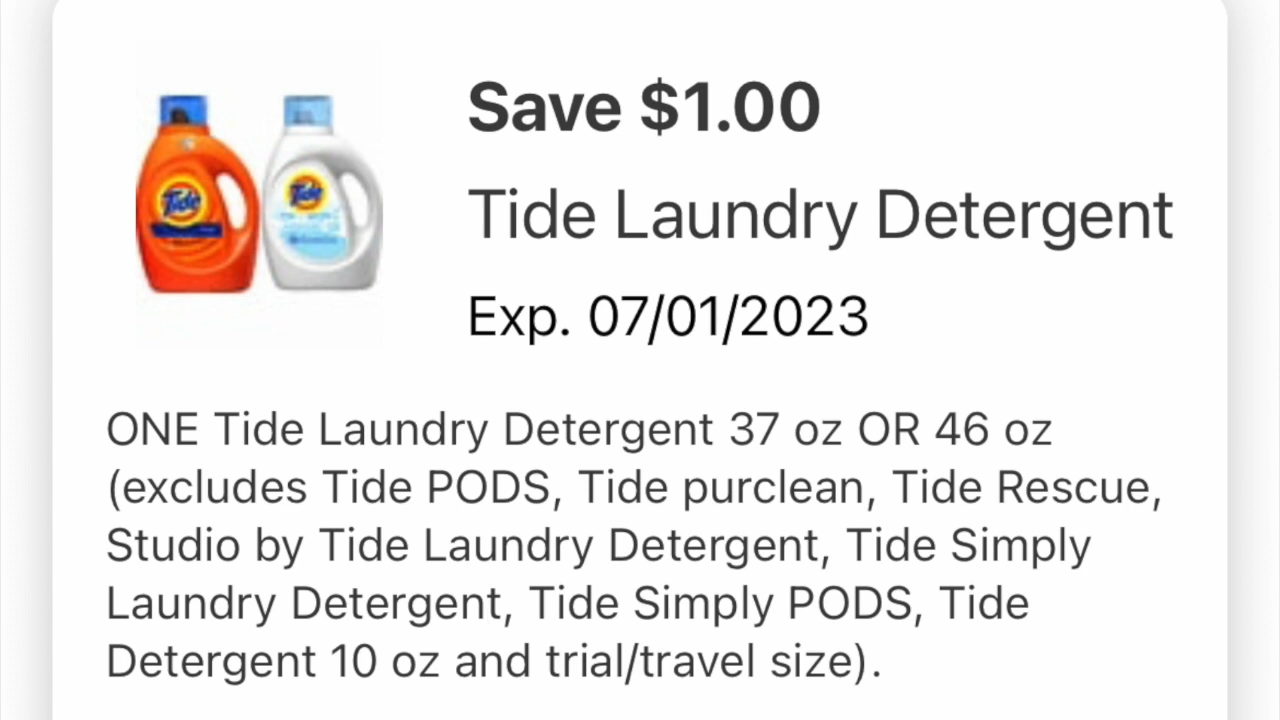 Save $1.00
Tide Laundry Detergent
Exp. 07/01/2023
Tide
Tide
ONE Tide Laundry Detergent 37 oz OR 46 oz
(excludes Tide PODS, Tide purclean, Tide Rescue,
Studio by Tide Laundry Detergent, Tide Simply
Laundry Detergent, Tide Simply PODS, Tide
Detergent 10 oz and trial/travel size).